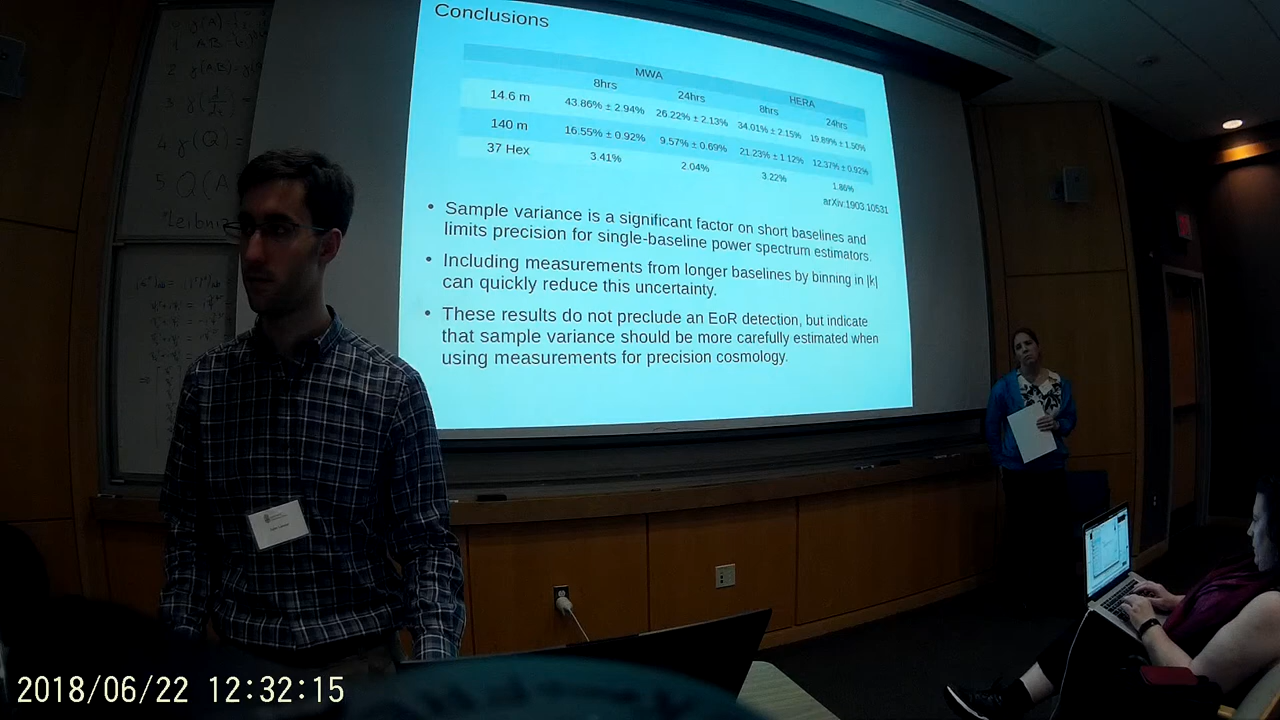 Conclusions
MWA HERA
8hrs 24hrs 8hrs 24hrs
14.6 m 43.86% ± 2.94% 26.22% ± 2.13% 34.01% ± 2.15% 19.89% ± 1.50%
140 m 16.55% ± 0.92% 9.57% ± 0.69% 21.23% ± 1.12% 12.37% ± 0.92%
37 Hex 3.41% 2.04% 3.22% 1.86%
arXiv:1903.10531
• Sample variance is a significant factor on short baselines and
limits precision for single-baseline power spectrum estimators.
• Including measurements from longer baselines by binning in |k|
can quickly reduce this uncertainty.
• These results do not preclude an EoR detection, but indicate
that sample variance should be more carefully estimated when
using measurements for precision cosmology.
Leibniz
2018/06/22 12:32:15